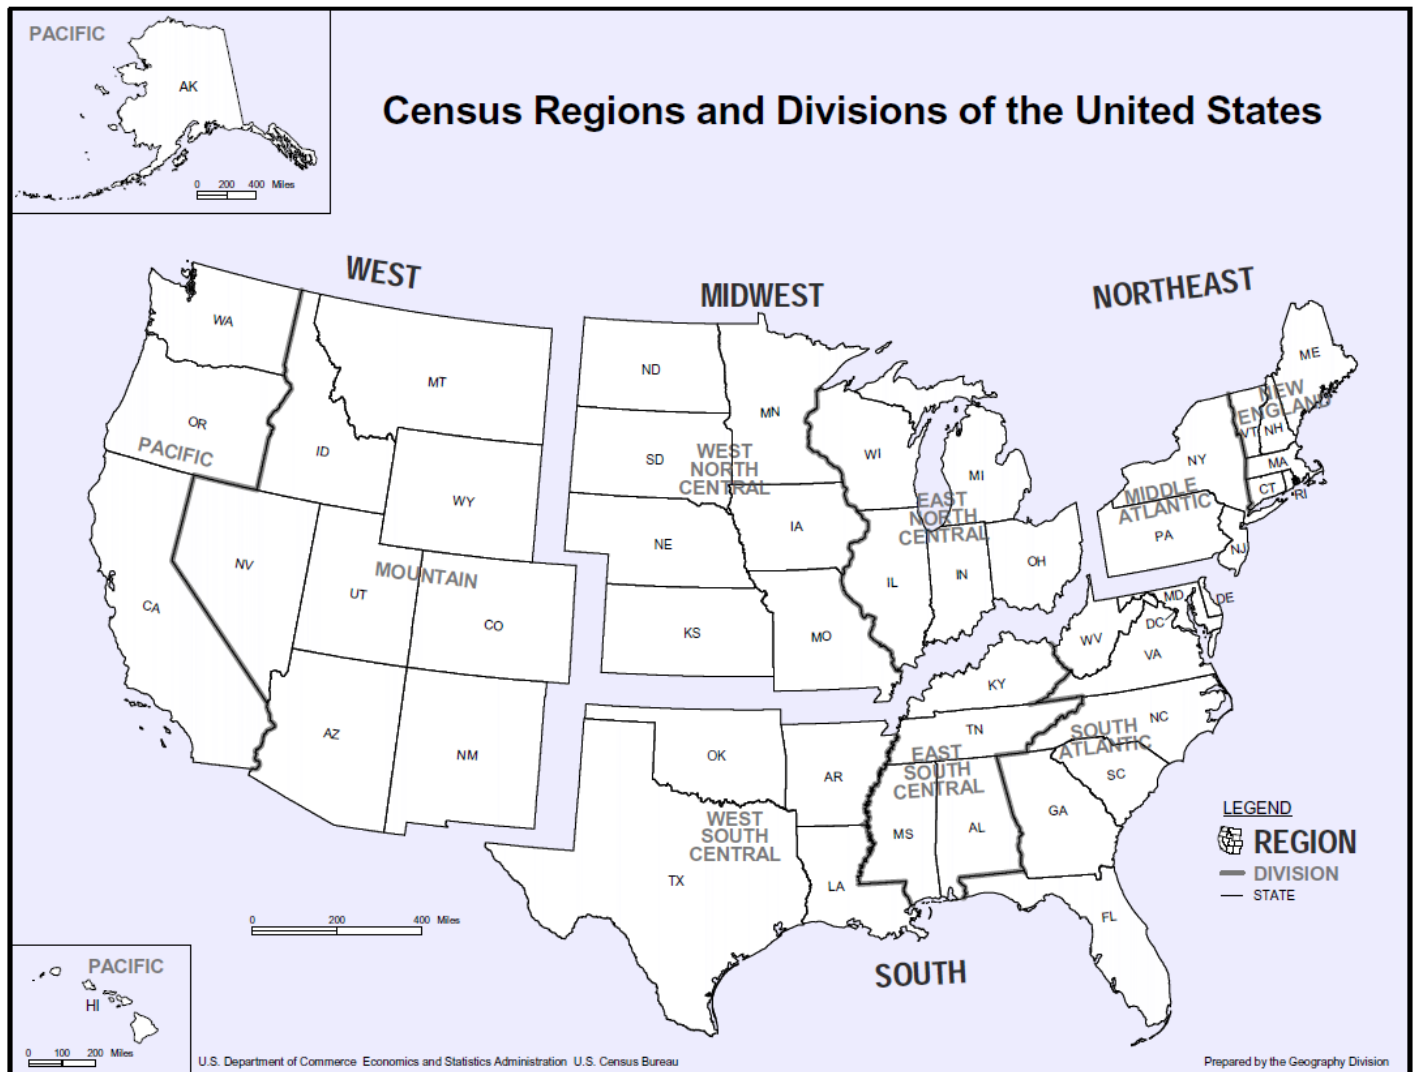 PACIFIC
AK
0 200 400 Miles
Census Regions and Divisions of the United States
WEST
MIDWEST
NORTHEAST
WA
MT
OR
PACIFIC
ID
WY
NV
MOUNTAIN
UT
CA
CO
AZ
NM
ND
MN
SD
WEST
NORTH
CENTRAL
IA
NE
KS
MO
WI
MI
EAST
NORTH
CENTRAL
IL
IN
OH
ME
NEW
ENGLAND
VT
NH
NY
MA
CT
RI
MIDDLE
ATLANTIC
PA
NJ
MD
DE
DC
WV
VA
KY
NC
TN
SOUTH
ATLANTIC
EAST
SOUTH
CENTRAL
SC
GA
MS
AL
FL
OK
AR
WEST
SOUTH
CENTRAL
TX
LA
SOUTH
LEGEND
REGION
DIVISION
STATE
0 200 400 Miles
PACIFIC
HI
0 100 200 Miles
U.S. Department of Commerce Economics and Statistics Administration U.S. Census Bureau
Prepared by the Geography Division